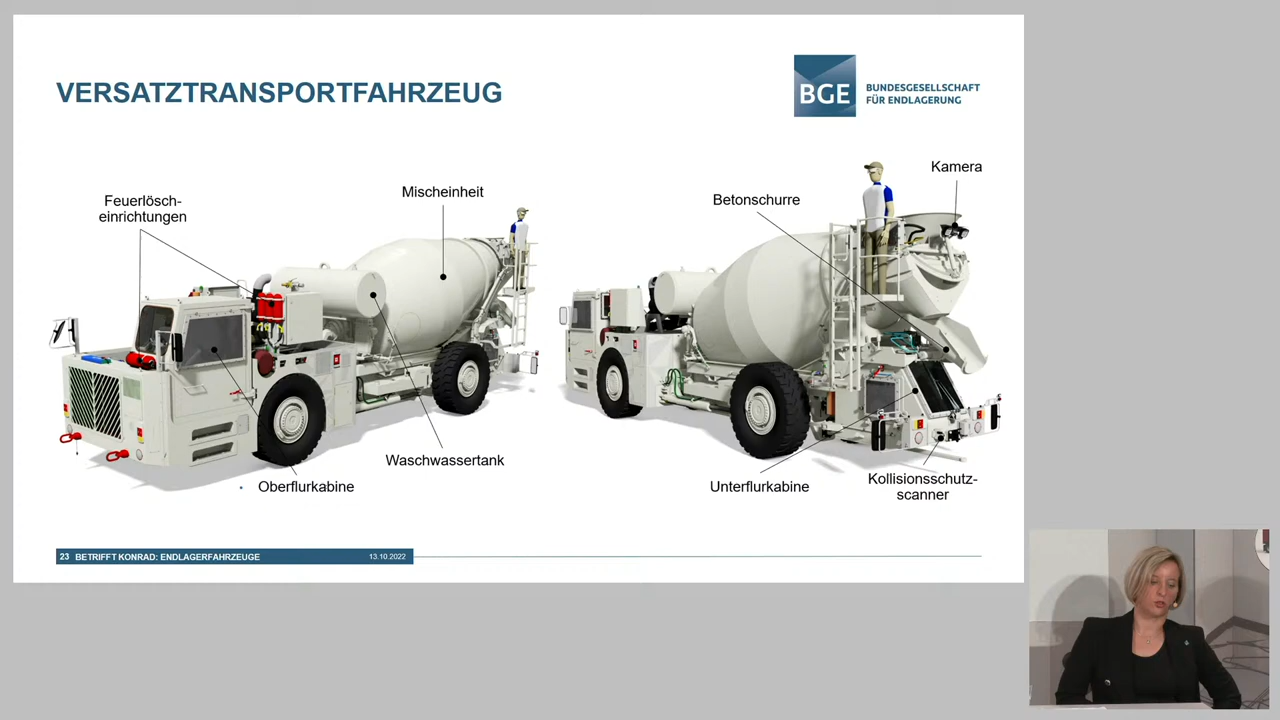 VERSATZTRANSPORTFAHRZEUG
BGE
BUNDESGESELLSCHAFT
FÜR ENDLAGERUNG
Feuerlösch-
einrichtungen
Mischeinheit
Betonschurre
Kamera
Waschwassertank
Oberflurkabine
Unterflurkabine
Kollisionsschutz-
scanner
23 BETRIFFT KONRAD: ENDLAGERFAHRZEUGE 13.10.2022